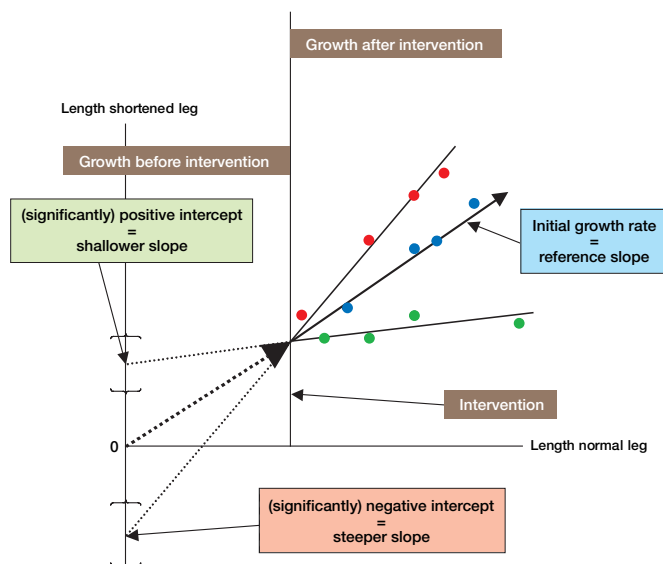 Growth after intervention
Length shortened leg
Growth before intervention
(significantly) positive intercept
=
shallower slope
Initial growth rate
=
reference slope
Intervention
0
Length normal leg
(significantly) negative intercept
=
steeper slope